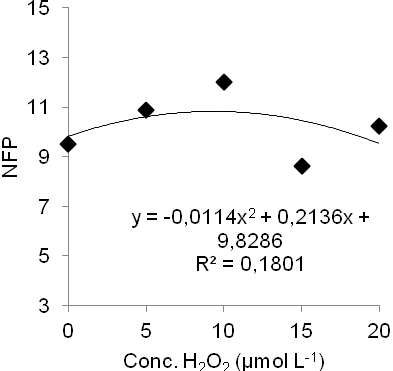 15
13
11
9
7
5
3
NFP
y = -0,0114x² + 0,2136x +
9,8286
R² = 0,1801
0 5 10 15 20
Conc. H₂O₂ (µmol L⁻¹)